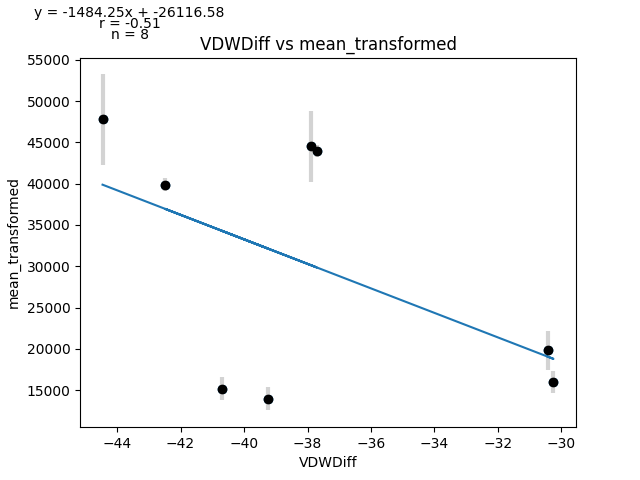 y = -1484.25x + -26116.58
r = -0.51
n = 8
VDWDiff vs mean_transformed
55000
50000
45000
40000
35000
30000
25000
20000
15000
mean_transformed
−44 −42 −40 −38 −36 −34 −32 −30
VDWDiff